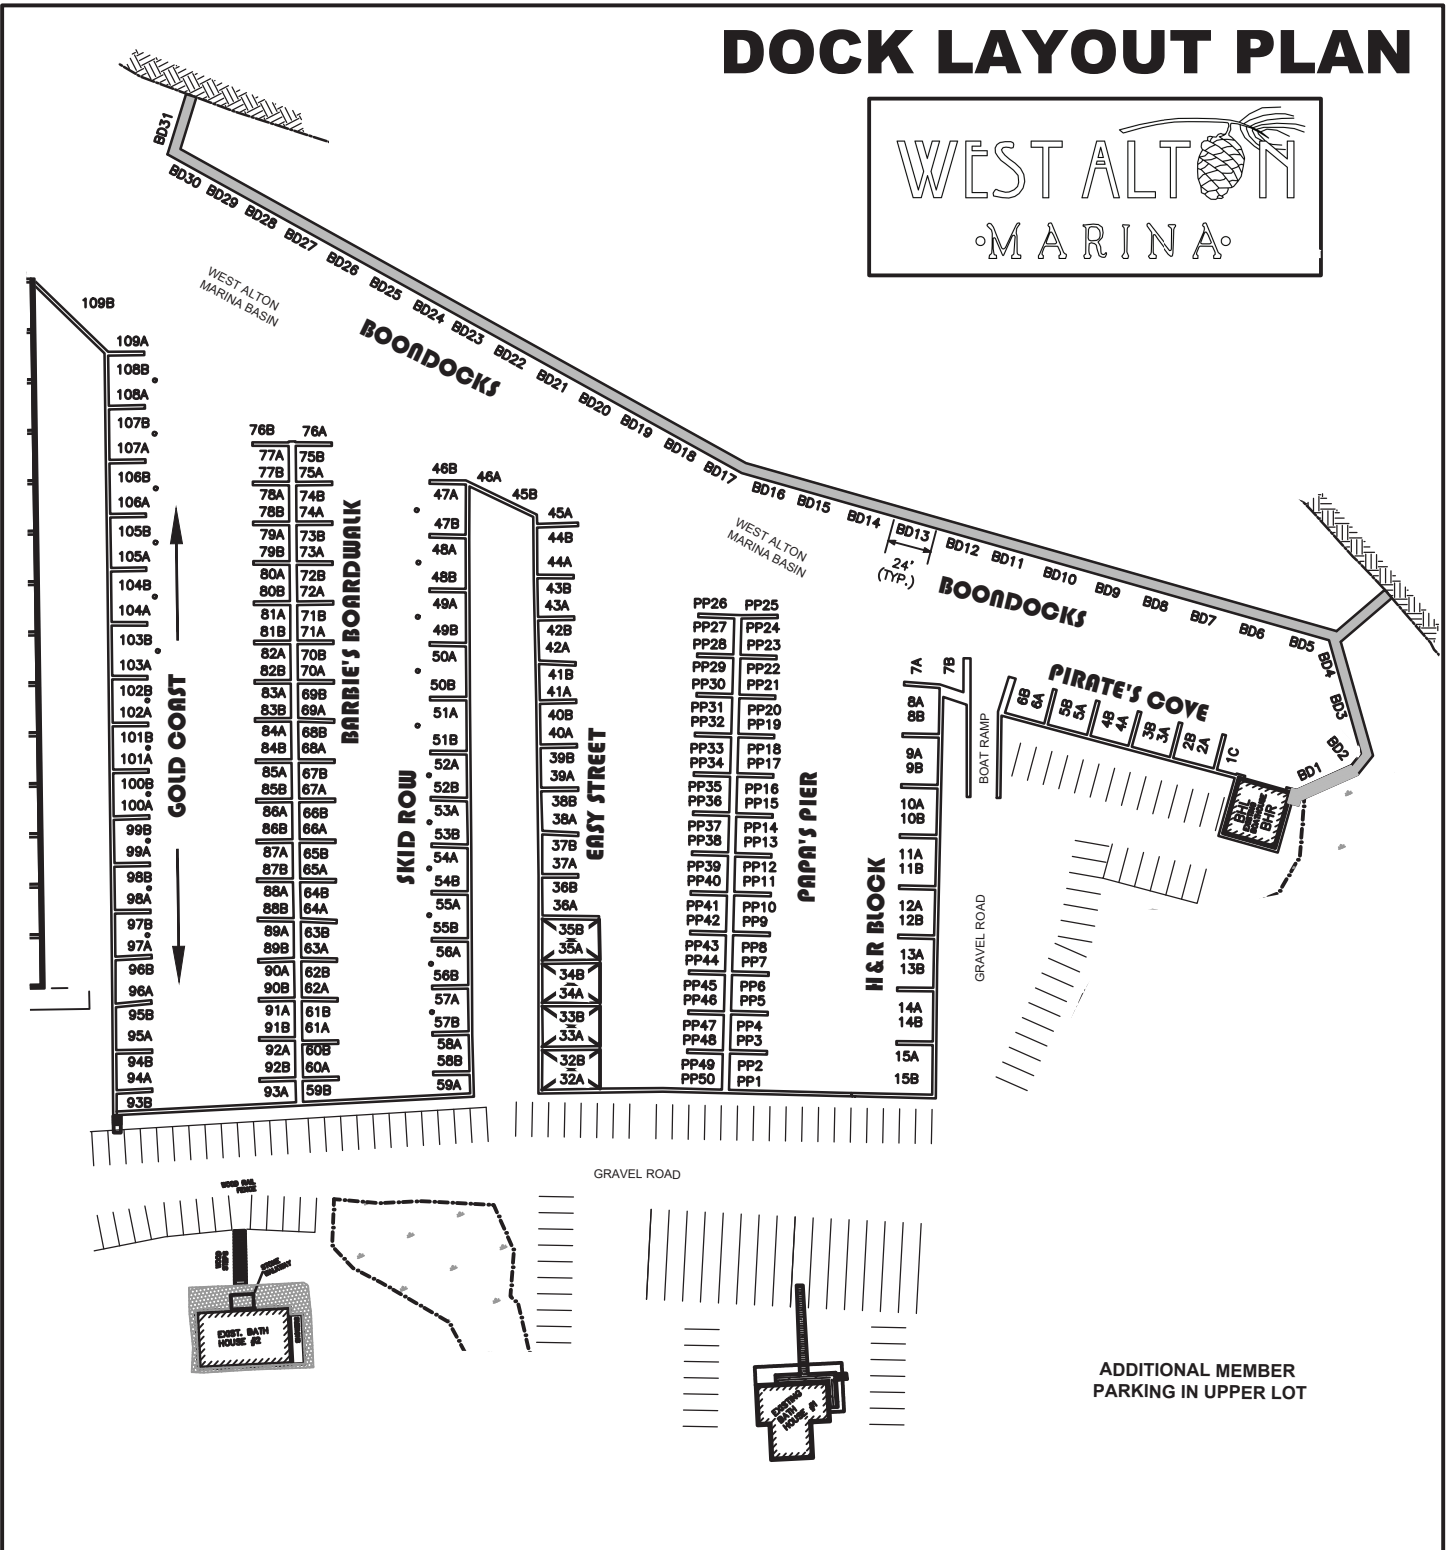 DOCK LAYOUT PLAN
WEST ALTON
·MARINA·
BD31
BD30
BD29
BD28
BD27
BD26
BD25
BD24
BD23
BD22
BD21
BD20
BD19
BD18
BD17
BD16
BD15
BD14
BD13
BD12
BD11
BD10
BD9
BD8
BD7
BD6
BD5
BD4
BD3
BD2
BD1
WEST ALTON
MARINA BASIN
BOONDOCKS
WEST ALTON
MARINA BASIN
24'
(TYP.)
BOONDOCKS
109B
109A
108B
108A
107B
107A
106B
106A
105B
105A
104B
104A
103B
103A
102B
102A
101B
101A
100B
100A
99B
99A
98B
98A
97B
97A
96B
96A
95B
95A
94B
94A
93B
GOLD COAST
76B 76A
77A 75B
77B 75A
78A 74B
78B 74A
79A 73B
79B 73A
80A 72B
80B 72A
81A 71B
81B 71A
82A 70B
82B 70A
83A 69B
83B 69A
84A 68B
84B 68A
85A 67B
85B 67A
86A 66B
86B 66A
87A 65B
87B 65A
88A 64B
88B 64A
89A 63B
89B 63A
90A 62B
90B 62A
91A 61B
91B 61A
92A 60B
92B 60A
93A 59B
BARBIE'S BOARDWALK
SKID ROW
46B
46A
45B
47A
47B
48A
48B
49A
49B
50A
50B
51A
51B
52A
52B
53A
53B
54A
54B
55A
55B
56A
56B
57A
57B
58A
58B
59A
45A
44B
44A
43B
43A
42B
42A
41B
41A
40B
40A
39B
39A
38B
38A
37B
37A
36B
36A
35B
35A
34B
34A
33B
33A
32B
32A
EASY STREET
PP26 PP25
PP27 PP24
PP28 PP23
PP29 PP22
PP30 PP21
PP31 PP20
PP32 PP19
PP33 PP18
PP34 PP17
PP35 PP16
PP36 PP15
PP37 PP14
PP38 PP13
PP39 PP12
PP40 PP11
PP41 PP10
PP42 PP9
PP43 PP8
PP44 PP7
PP45 PP6
PP46 PP5
PP47 PP4
PP48 PP3
PP49 PP2
PP50 PP1
PAPA'S PIER
H&R BLOCK
7A
7B
8A
8B
9A
9B
10A
10B
11A
11B
12A
12B
13A
13B
14A
14B
15A
15B
BOAT RAMP
GRAVEL ROAD
PIRATE'S COVE
6B
6A
5B
5A
4B
4A
3B
3A
2B
2A
1C
BHL
BHR
GRAVEL ROAD
WOOD RAIL
FENCE
EXIST. BATH
HOUSE #2
EXISTING
BATH
HOUSE #1
ADDITIONAL MEMBER
PARKING IN UPPER LOT